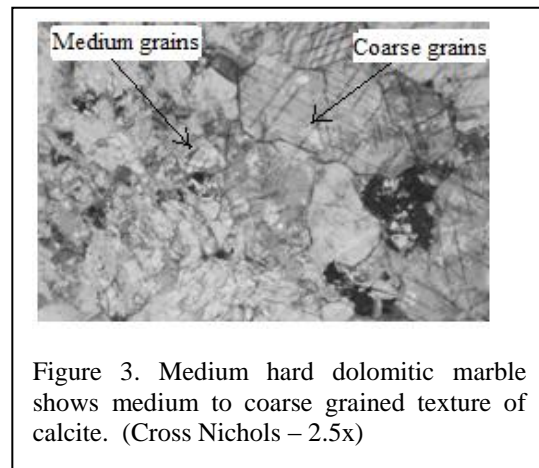 Medium grains
Coarse grains
Figure 3. Medium hard dolomitic marble
shows medium to coarse grained texture of
calcite. (Cross Nichols – 2.5x)